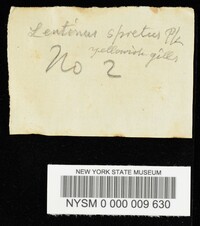 Lentinus spretus Pk
yellowish gills
No 2
NEW YORK STATE MUSEUM
NYSM 0 000 009 630